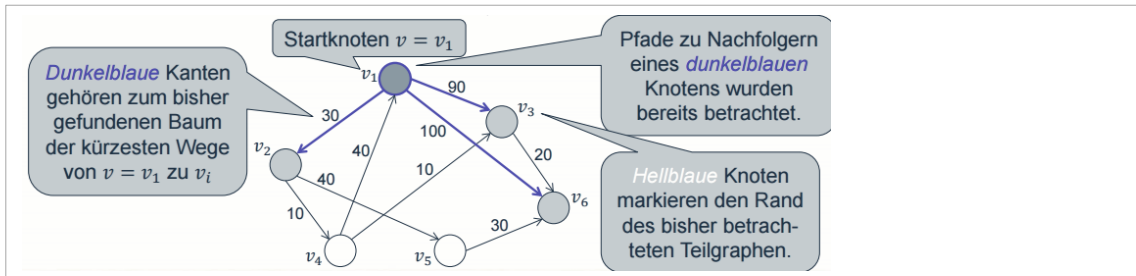 Startknoten v = v₁
Pfade zu Nachfolgern
eines dunkelblauen
Knotens wurden
bereits betrachtet.
Dunkelblaue Kanten
gehören zum bisher
gefundenen Baum
der kürzesten Wege
von v = v₁ zu vᵢ
v₁
90
v₃
30
100
v₂
40
10
20
40
Hellblaue Knoten
markieren den Rand
des bisher betrach-
teten Teilgraphen.
v₆
10
30
v₄
v₅